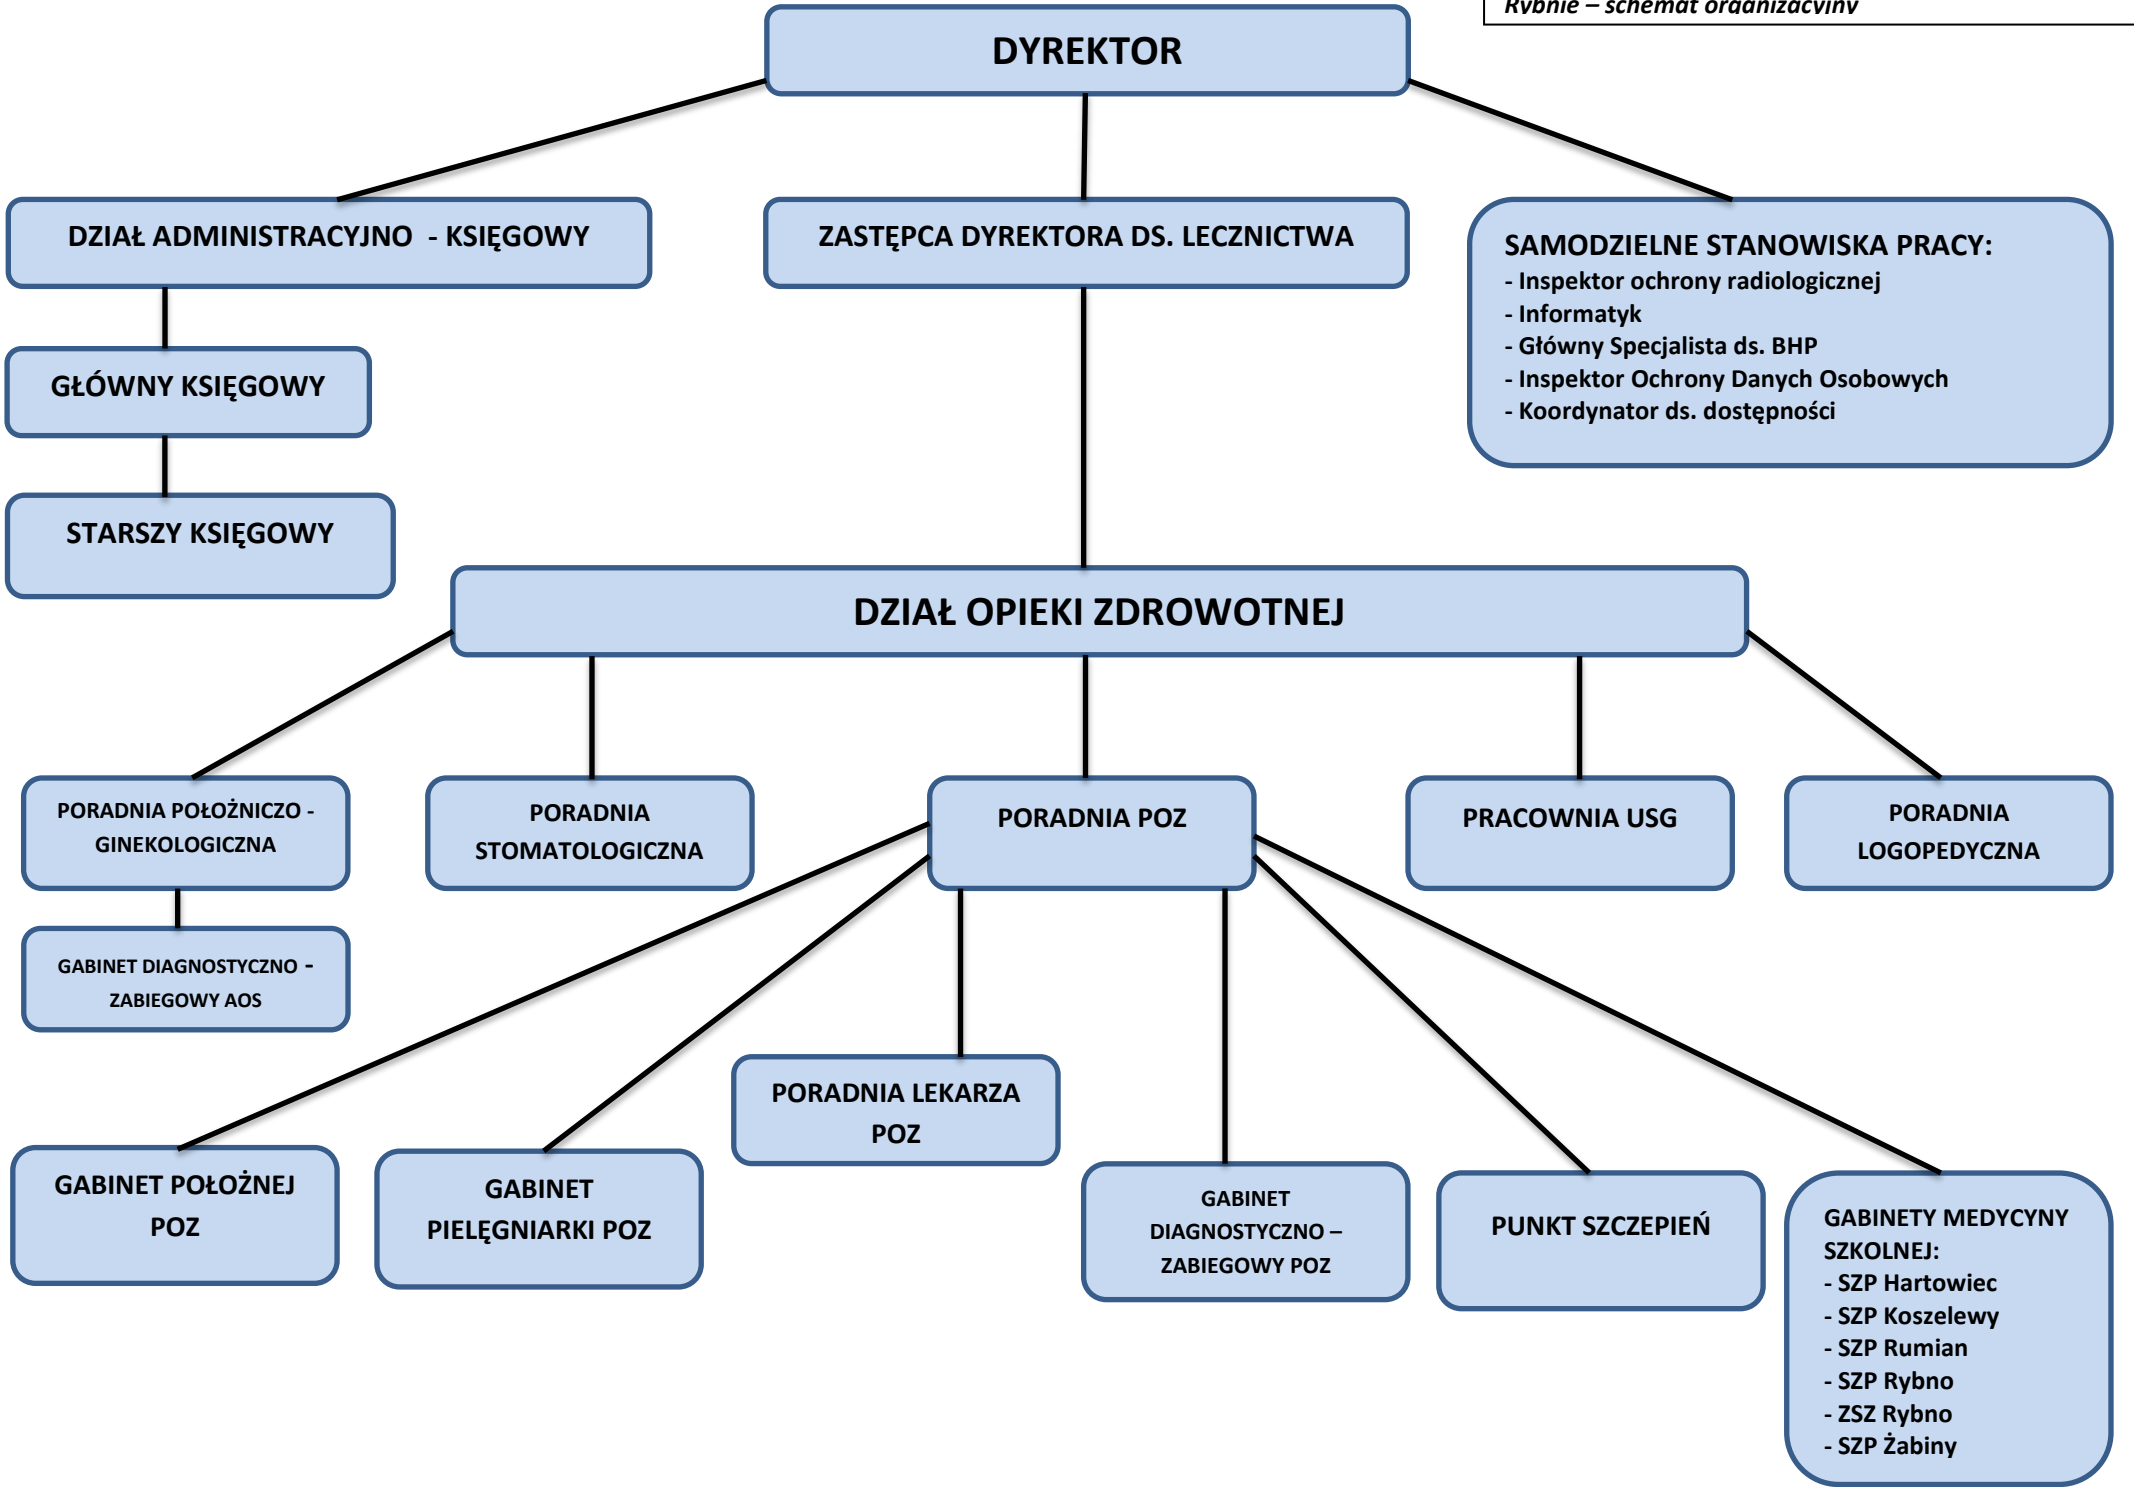 Rybnie – schemat organizacyjny
DYREKTOR
DZIAŁ ADMINISTRACYJNO - KSIĘGOWY
ZASTĘPCA DYREKTORA DS. LECZNICTWA
SAMODZIELNE STANOWISKA PRACY:
- Inspektor ochrony radiologicznej
- Informatyk
- Główny Specjalista ds. BHP
- Inspektor Ochrony Danych Osobowych
- Koordynator ds. dostępności
GŁÓWNY KSIĘGOWY
STARSZY KSIĘGOWY
DZIAŁ OPIEKI ZDROWOTNEJ
PORADNIA POŁOŻNICZO -
GINEKOLOGICZNA
PORADNIA
STOMATOLOGICZNA
PORADNIA POZ
PRACOWNIA USG
PORADNIA
LOGOPEDYCZNA
GABINET DIAGNOSTYCZNO -
ZABIEGOWY AOS
GABINET POŁOŻNEJ
POZ
GABINET
PIELĘGNIARKI POZ
PORADNIA LEKARZA
POZ
GABINET
DIAGNOSTYCZNO –
ZABIEGOWY POZ
PUNKT SZCZEPIEŃ
GABINETY MEDYCYNY
SZKOLNEJ:
- SZP Hartowiec
- SZP Koszelewy
- SZP Rumian
- SZP Rybno
- ZSZ Rybno
- SZP Żabiny